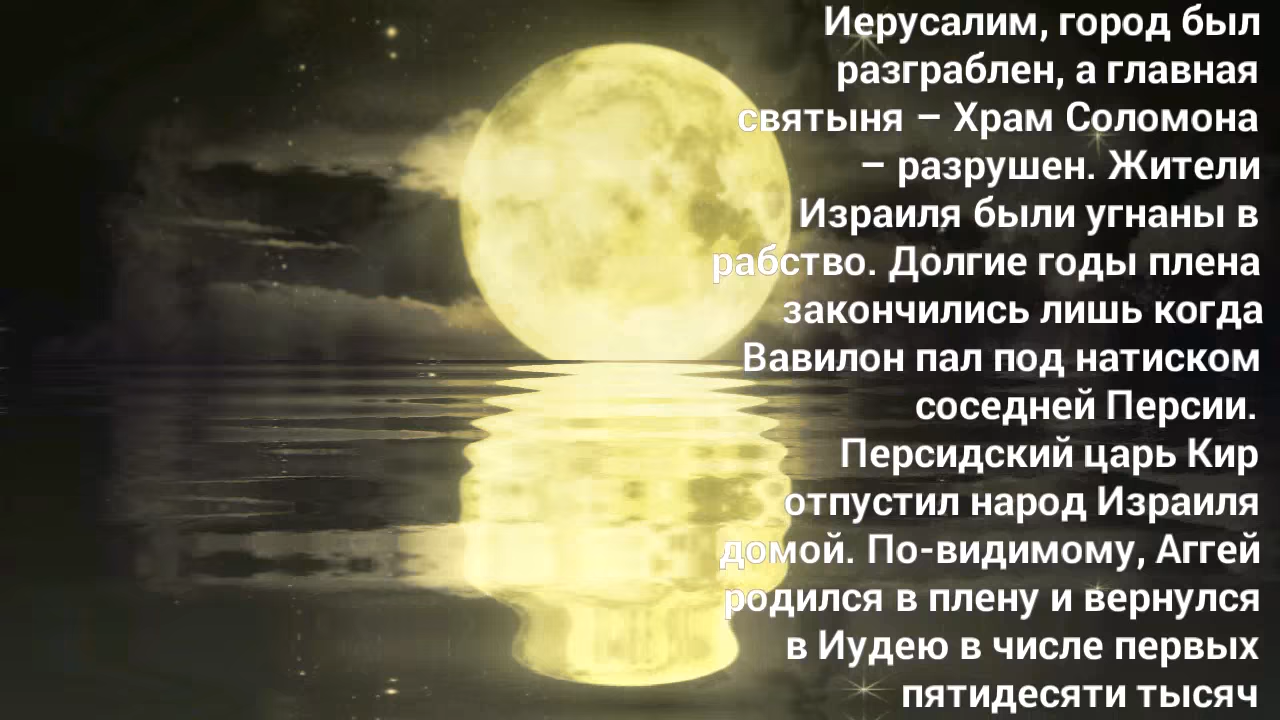 Иерусалим, город был
разграблен, а главная
святыня – Храм Соломона
– разрушен. Жители
Израиля были угнаны в
рабство. Долгие годы плена
закончились лишь когда
Вавилон пал под натиском
соседней Персии.
Персидский царь Кир
отпустил народ Израиля
домой. По-видимому, Аггей
родился в плену и вернулся
в Иудею в числе первых
пятидесяти тысяч